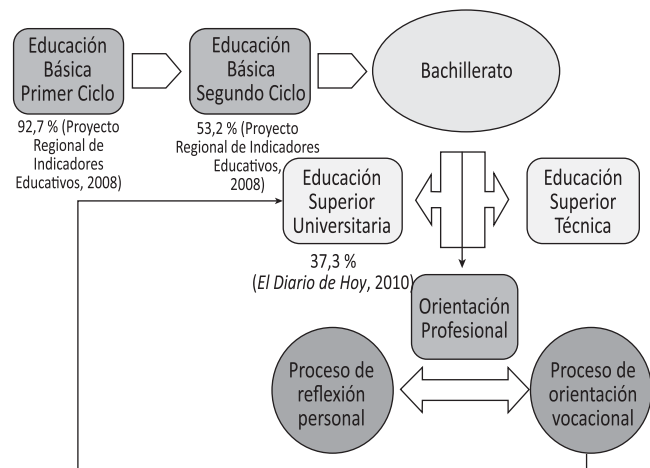 Educación
Básica
Primer Ciclo
Educación
Básica
Segundo Ciclo
Bachillerato
92,7 % (Proyecto
Regional de
Indicadores
Educativos, 2008)
53,2 % (Proyecto
Regional de Indicadores
Educativos,
2008)
Educación
Superior
Universitaria
Educación
Superior
Técnica
37,3 %
(El Diario de Hoy, 2010)
Orientación
Profesional
Proceso de
reflexión
personal
Proceso de
orientación
vocacional